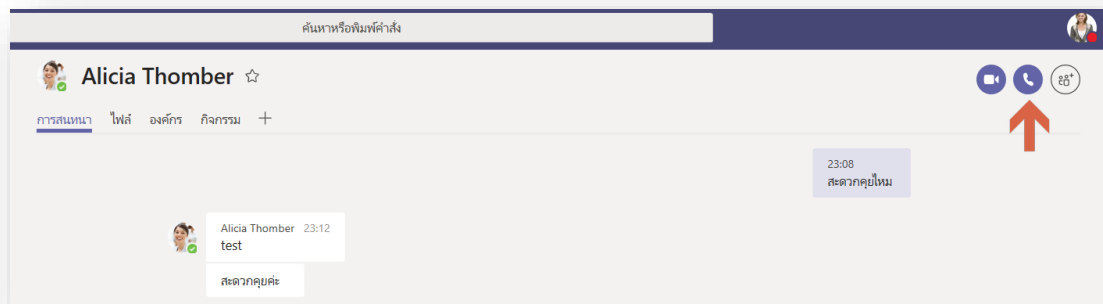 ค้นหาหรือพิมพ์คำสั่ง
Alicia Thomber
การสนทนา ไฟล์ องค์กร กิจกรรม
23:08
สะดวกคุยไหม
Alicia Thomber 23:12
test
สะดวกคุยค่ะ